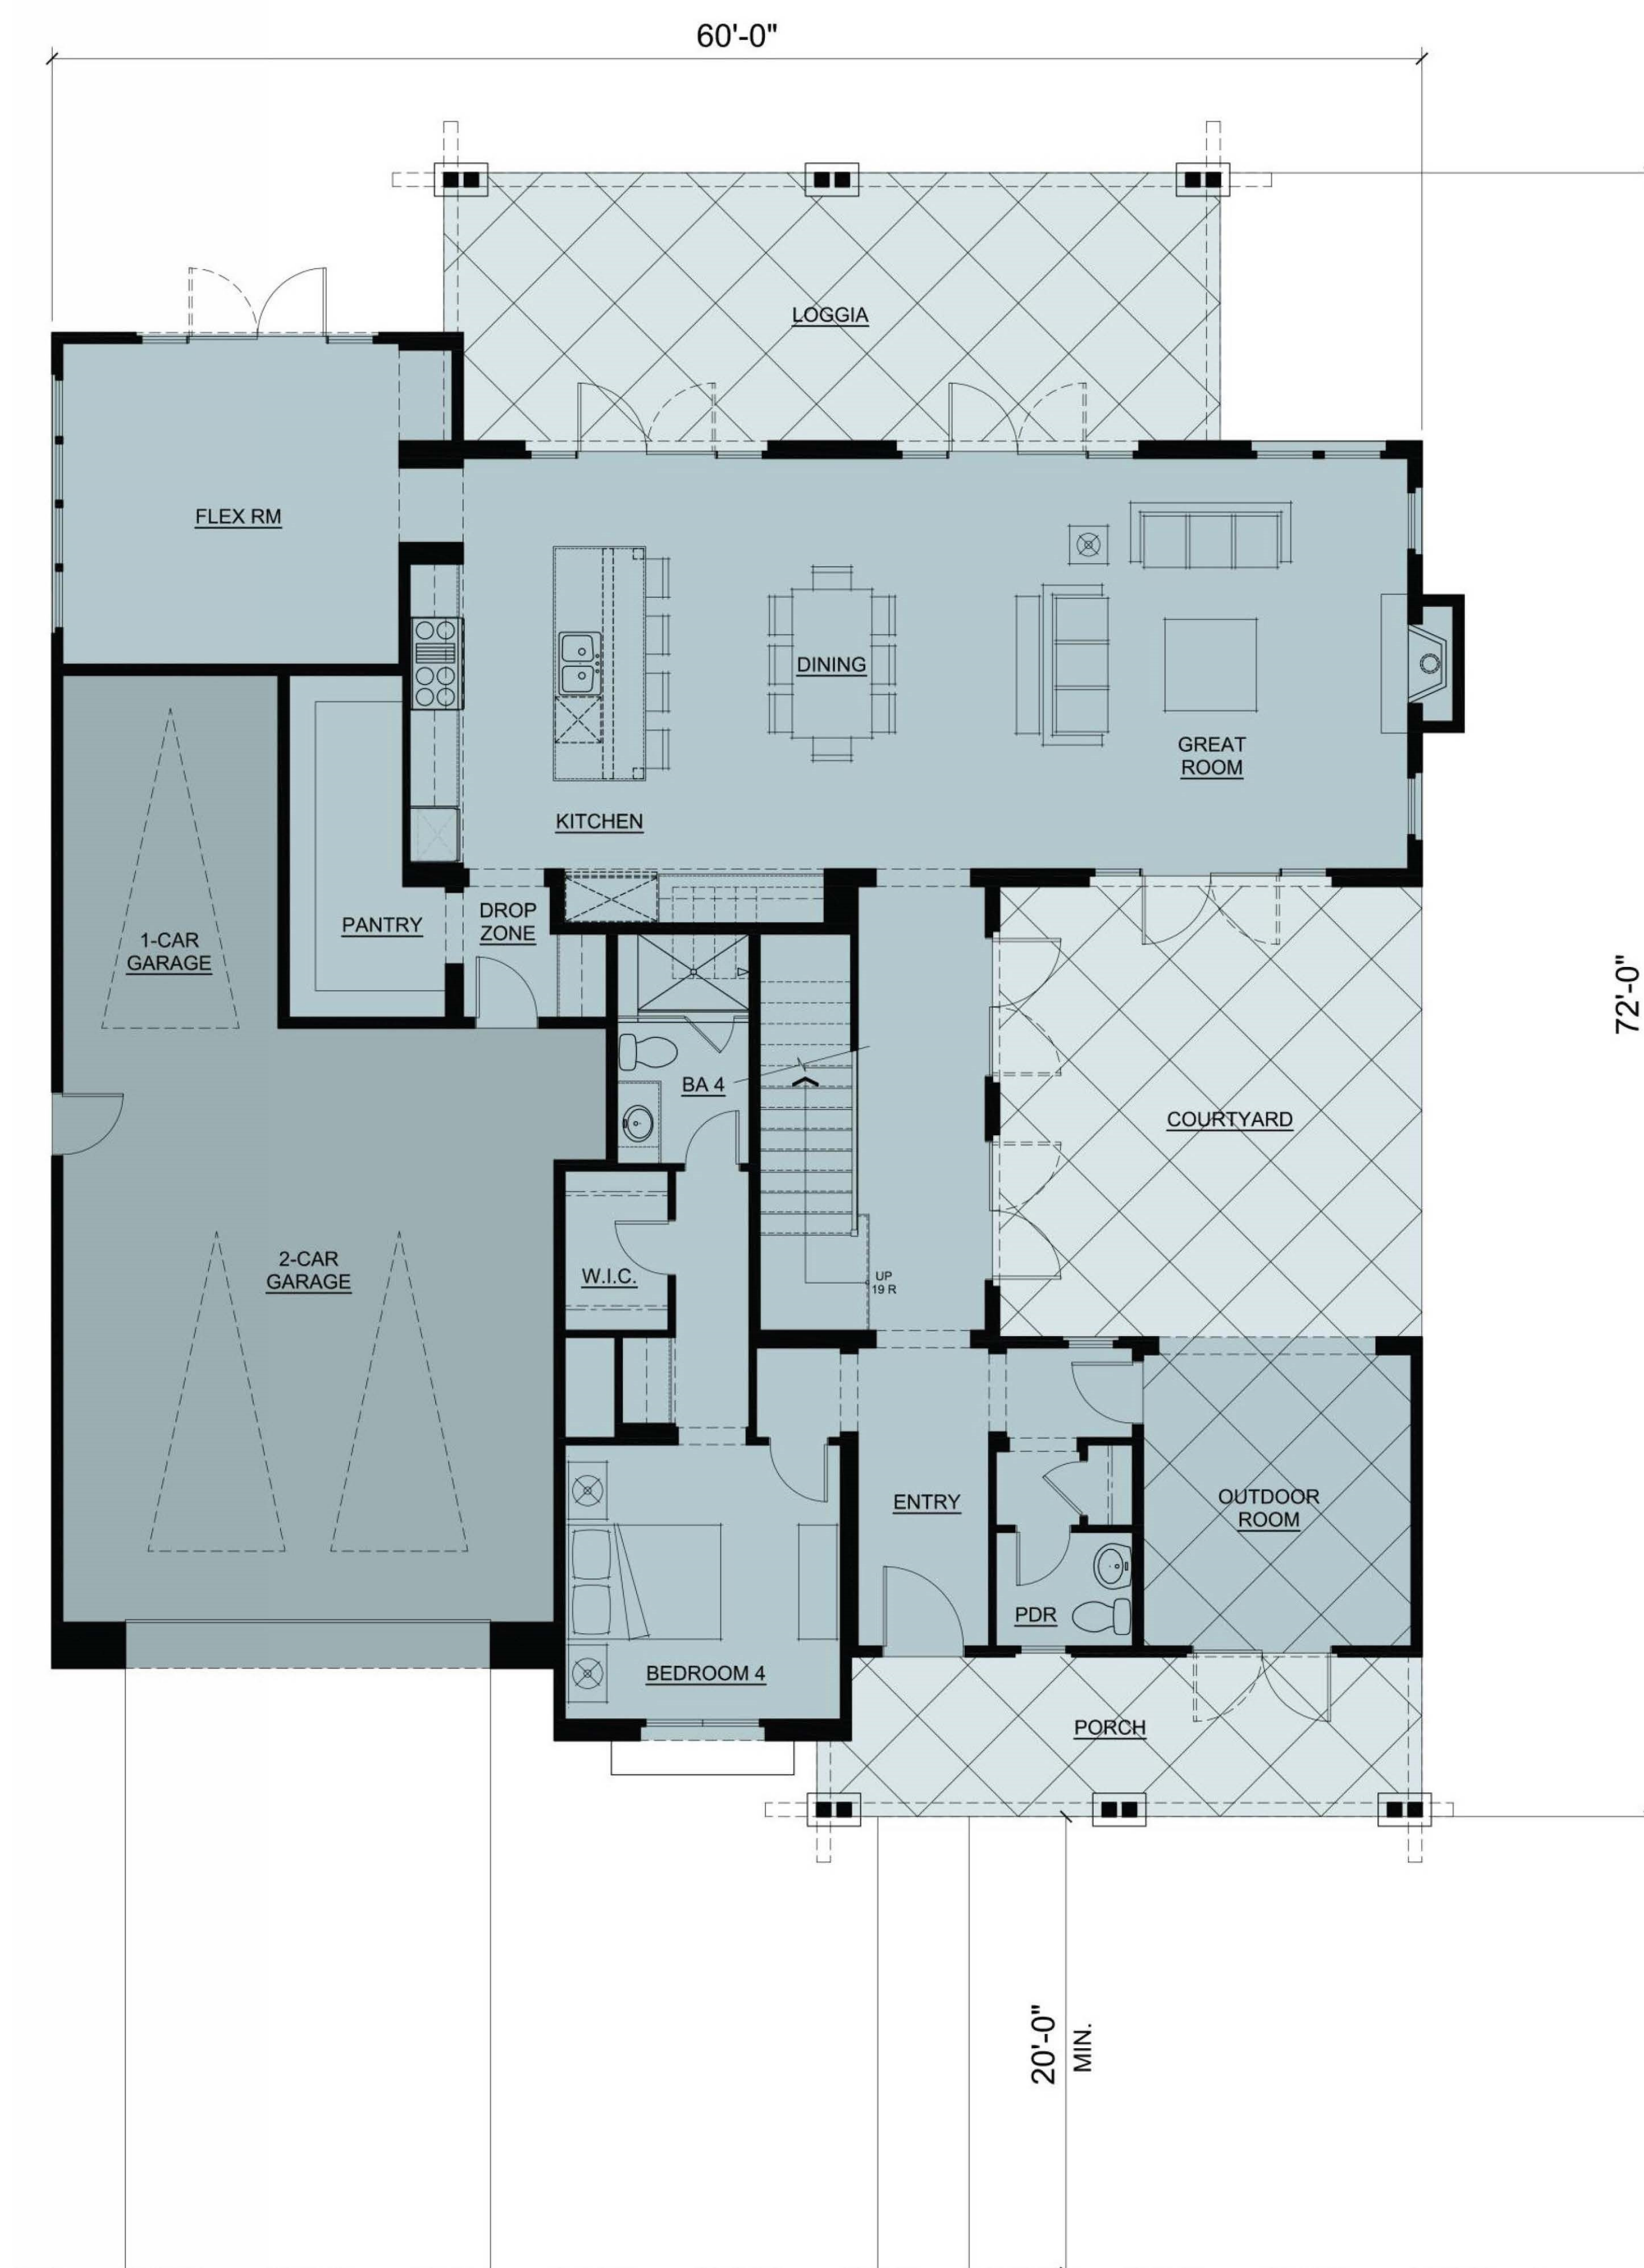 60'-0"
LOGGIA
FLEX RM
DINING
GREAT
ROOM
KITCHEN
PANTRY
DROP
ZONE
1-CAR
GARAGE
72'-0"
BA 4
COURTYARD
2-CAR
GARAGE
W.I.C.
UP
19 R
ENTRY
OUTDOOR
ROOM
PDR
BEDROOM 4
PORCH
20'-0"
MIN.